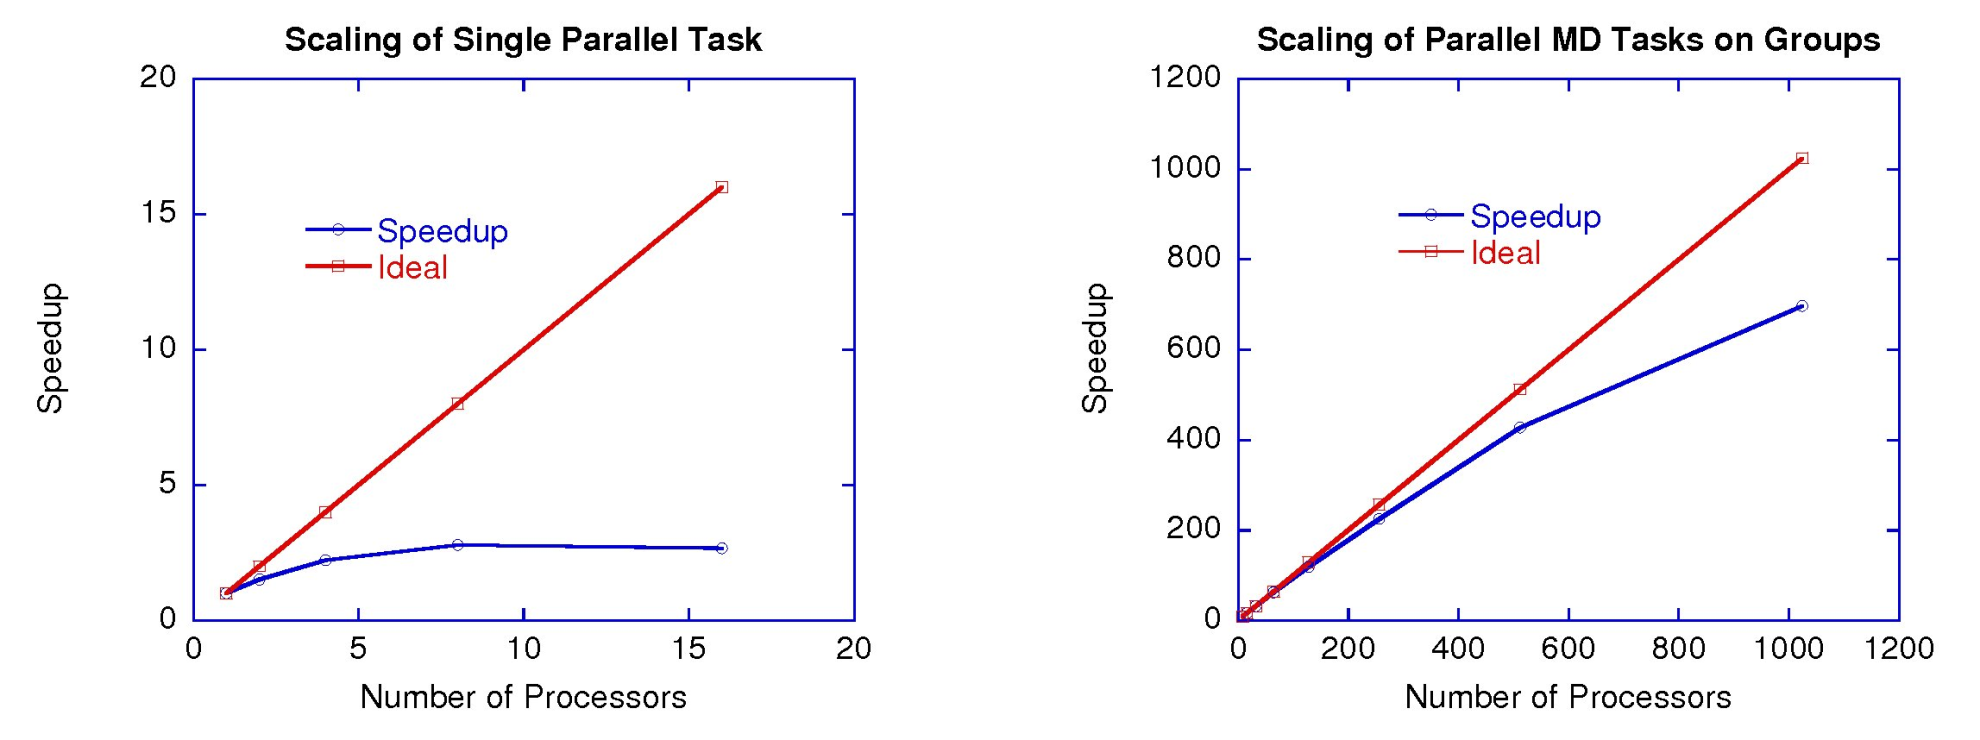 Scaling of Single Parallel Task
20
15
10
5
0
0 5 10 15 20
Speedup
Number of Processors
Speedup
Ideal
Scaling of Parallel MD Tasks on Groups
1200
1000
800
600
400
200
0
0 200 400 600 800 1000 1200
Speedup
Number of Processors
Speedup
Ideal